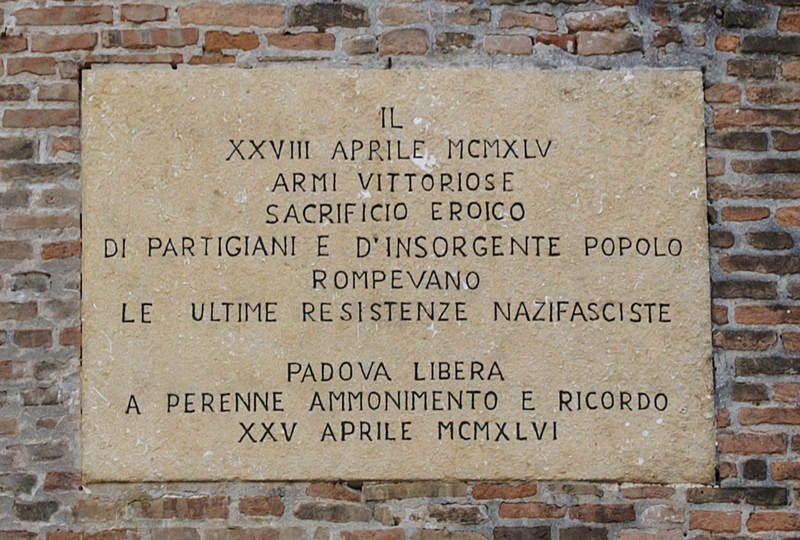 IL
XXVIII APRILE MCMXLV
ARMI VITTORIOSE
SACRIFICIO EROICO
DI PARTIGIANI E D'INSORGENTE POPOLO
ROMPEVANO
LE ULTIME RESISTENZE NAZIFASCISTE
PADOVA LIBERA
A PERENNE AMMONIMENTO E RICORDO
XXV APRILE MCMXLVI